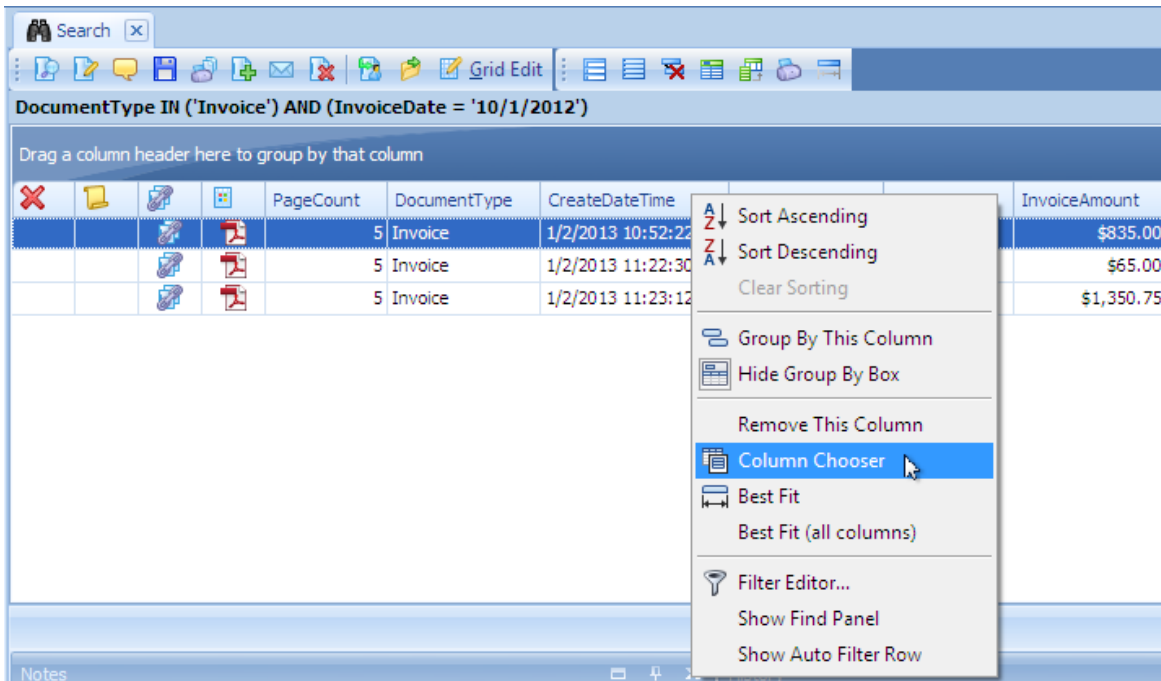 Search
Grid Edit
DocumentType IN ('Invoice') AND (InvoiceDate = '10/1/2012')
Drag a column header here to group by that column
PageCount DocumentType CreateDateTime InvoiceAmount
5 Invoice 1/2/2013 10:52:22 $835.00
5 Invoice 1/2/2013 11:22:30 $65.00
5 Invoice 1/2/2013 11:23:12 $1,350.75
Sort Ascending
Sort Descending
Clear Sorting
Group By This Column
Hide Group By Box
Remove This Column
Column Chooser
Best Fit
Best Fit (all columns)
Filter Editor...
Show Find Panel
Show Auto Filter Row
Notes